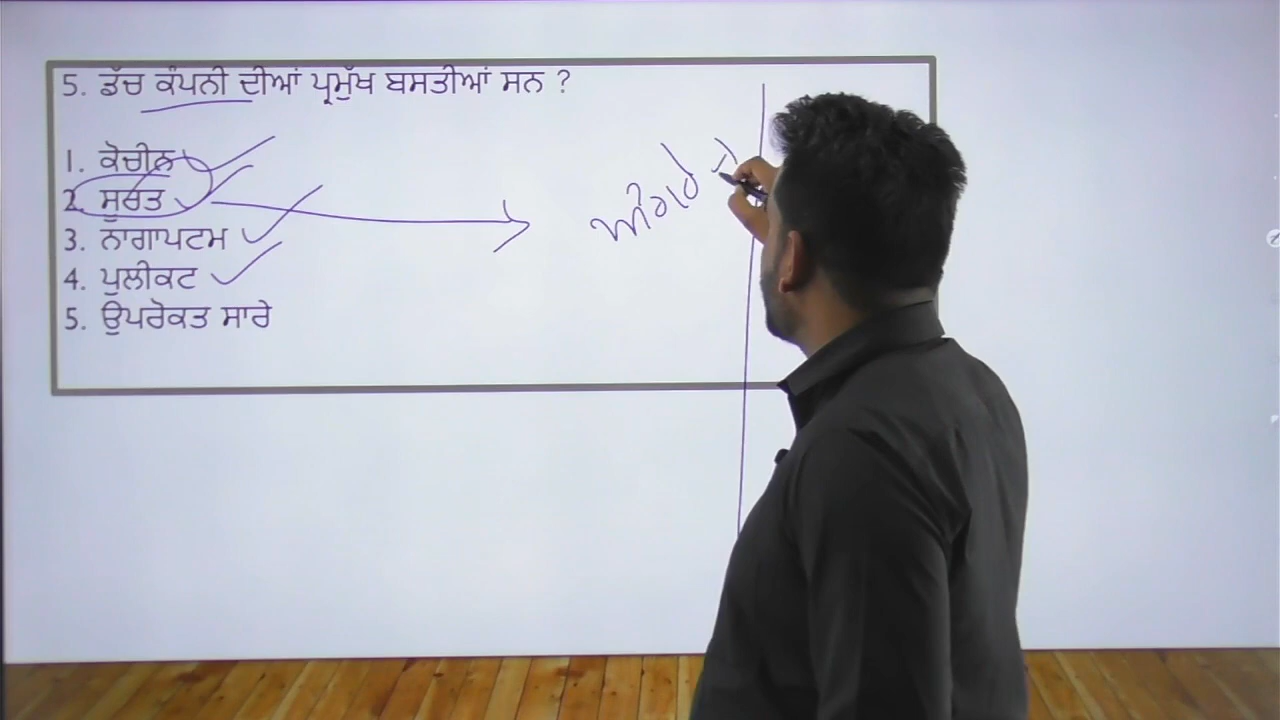 5. ਡੱਚ ਕੰਪਨੀ ਦੀਆਂ ਪ੍ਰਮੁੱਖ ਬਸਤੀਆਂ ਸਨ ?
1. ਕੋਚੀਨ
2. ਸੂਰਤ
3. ਨਾਗਾਪਟਮ
4. ਪੁਲੀਕਟ
5. ਉਪਰੋਕਤ ਸਾਰੇ